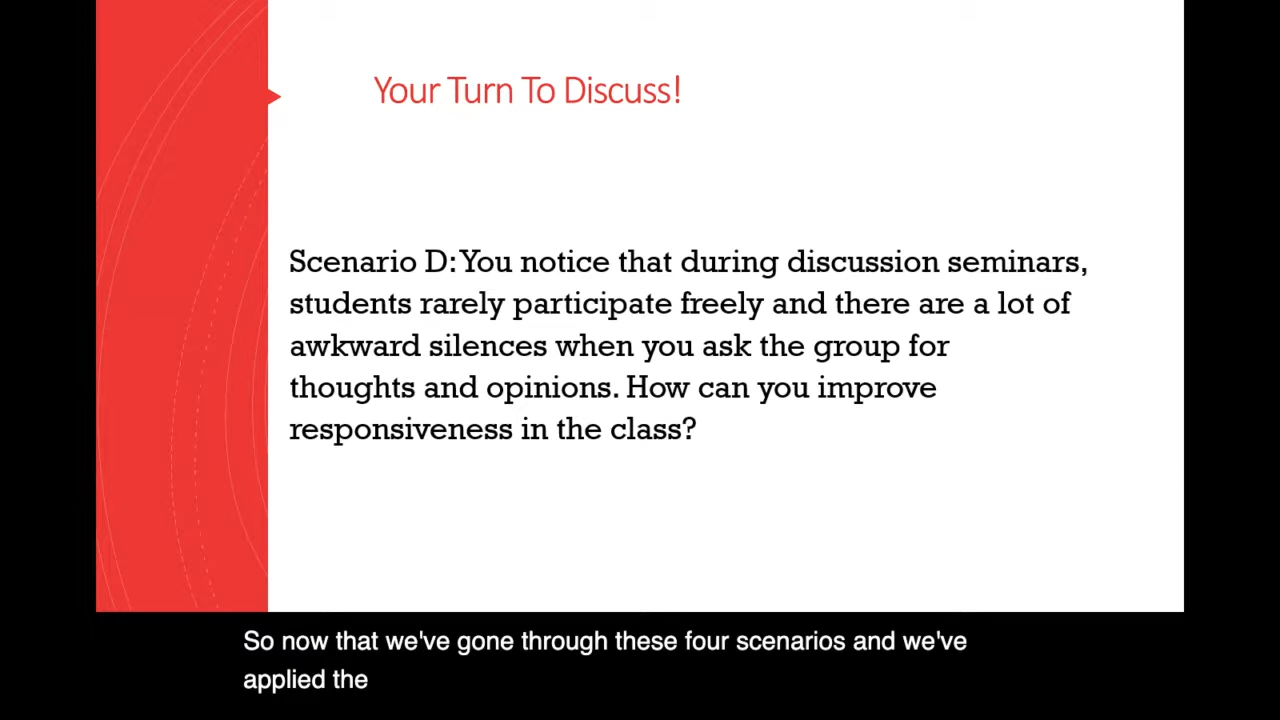 Your Turn To Discuss!
Scenario D: You notice that during discussion seminars,
students rarely participate freely and there are a lot of
awkward silences when you ask the group for
thoughts and opinions. How can you improve
responsiveness in the class?
So now that we've gone through these four scenarios and we've
applied the